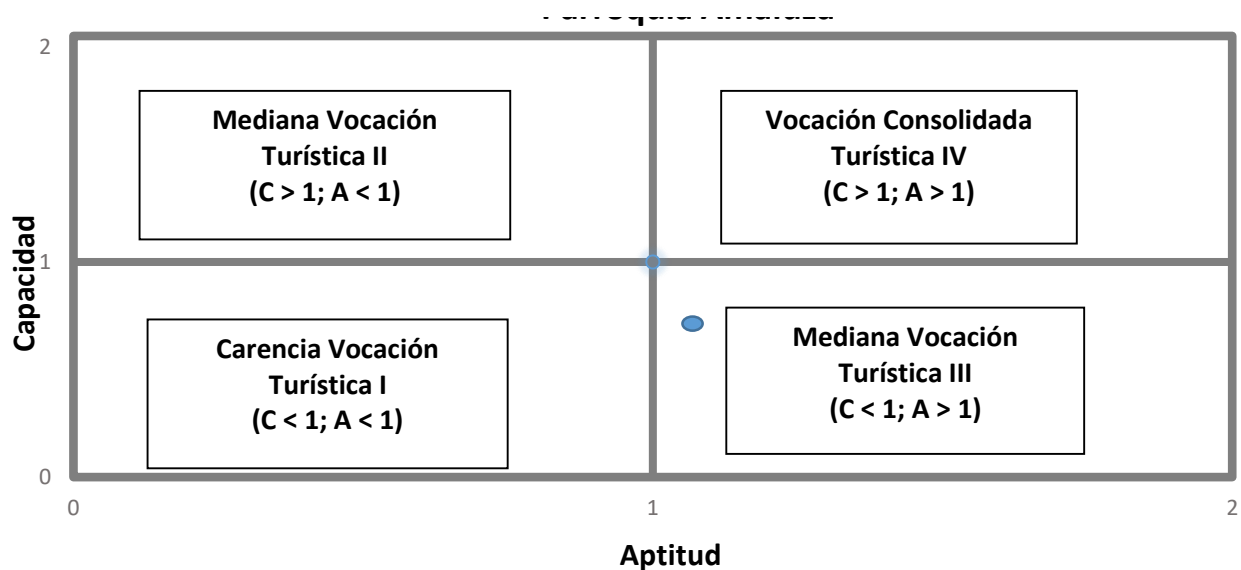 2
Mediana Vocación
Turística II
(C > 1; A < 1)
Vocación Consolidada
Turística IV
(C > 1; A > 1)
Capacidad
1
Carencia Vocación
Turística I
(C < 1; A < 1)
Mediana Vocación
Turística III
(C < 1; A > 1)
0
0 1 2
Aptitud